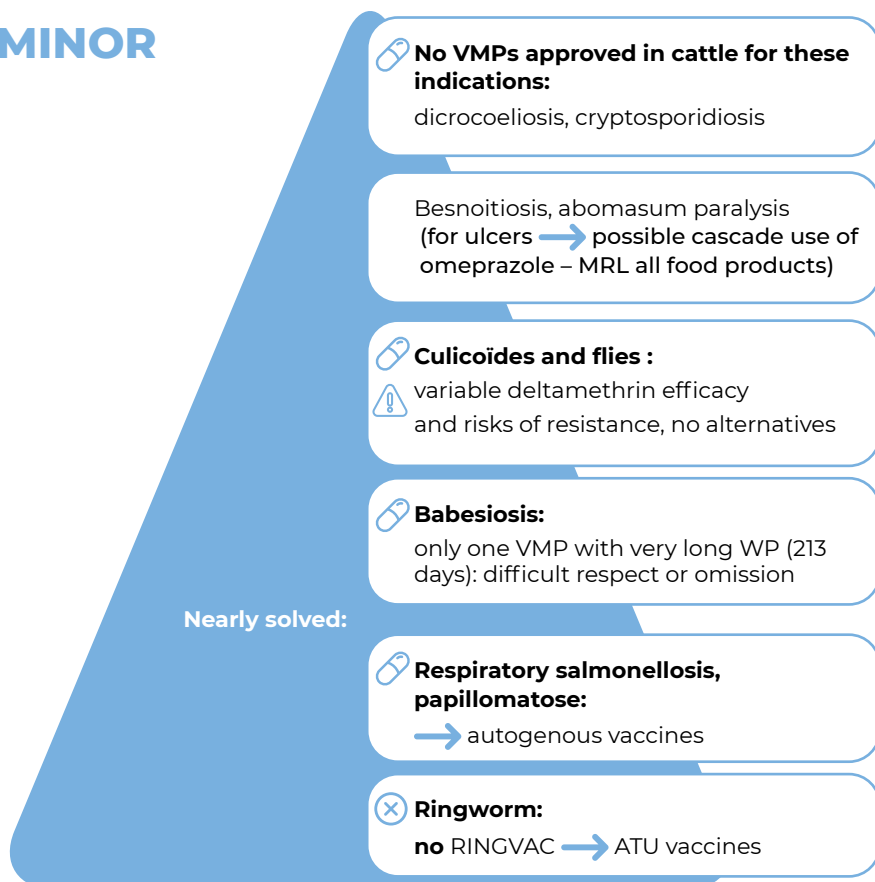 MINOR
No VMPs approved in cattle for these
indications:
dicrocoeliosis, cryptosporidiosis
Besnoitiosis, abomasum paralysis
(for ulcers → possible cascade use of
omeprazole – MRL all food products)
Culicoïdes and flies :
variable deltamethrin efficacy
and risks of resistance, no alternatives
Babesiosis:
only one VMP with very long WP (213
days): difficult respect or omission
Nearly solved:
Respiratory salmonellosis,
papillomatose:
→ autogenous vaccines
Ringworm:
no RINGVAC → ATU vaccines